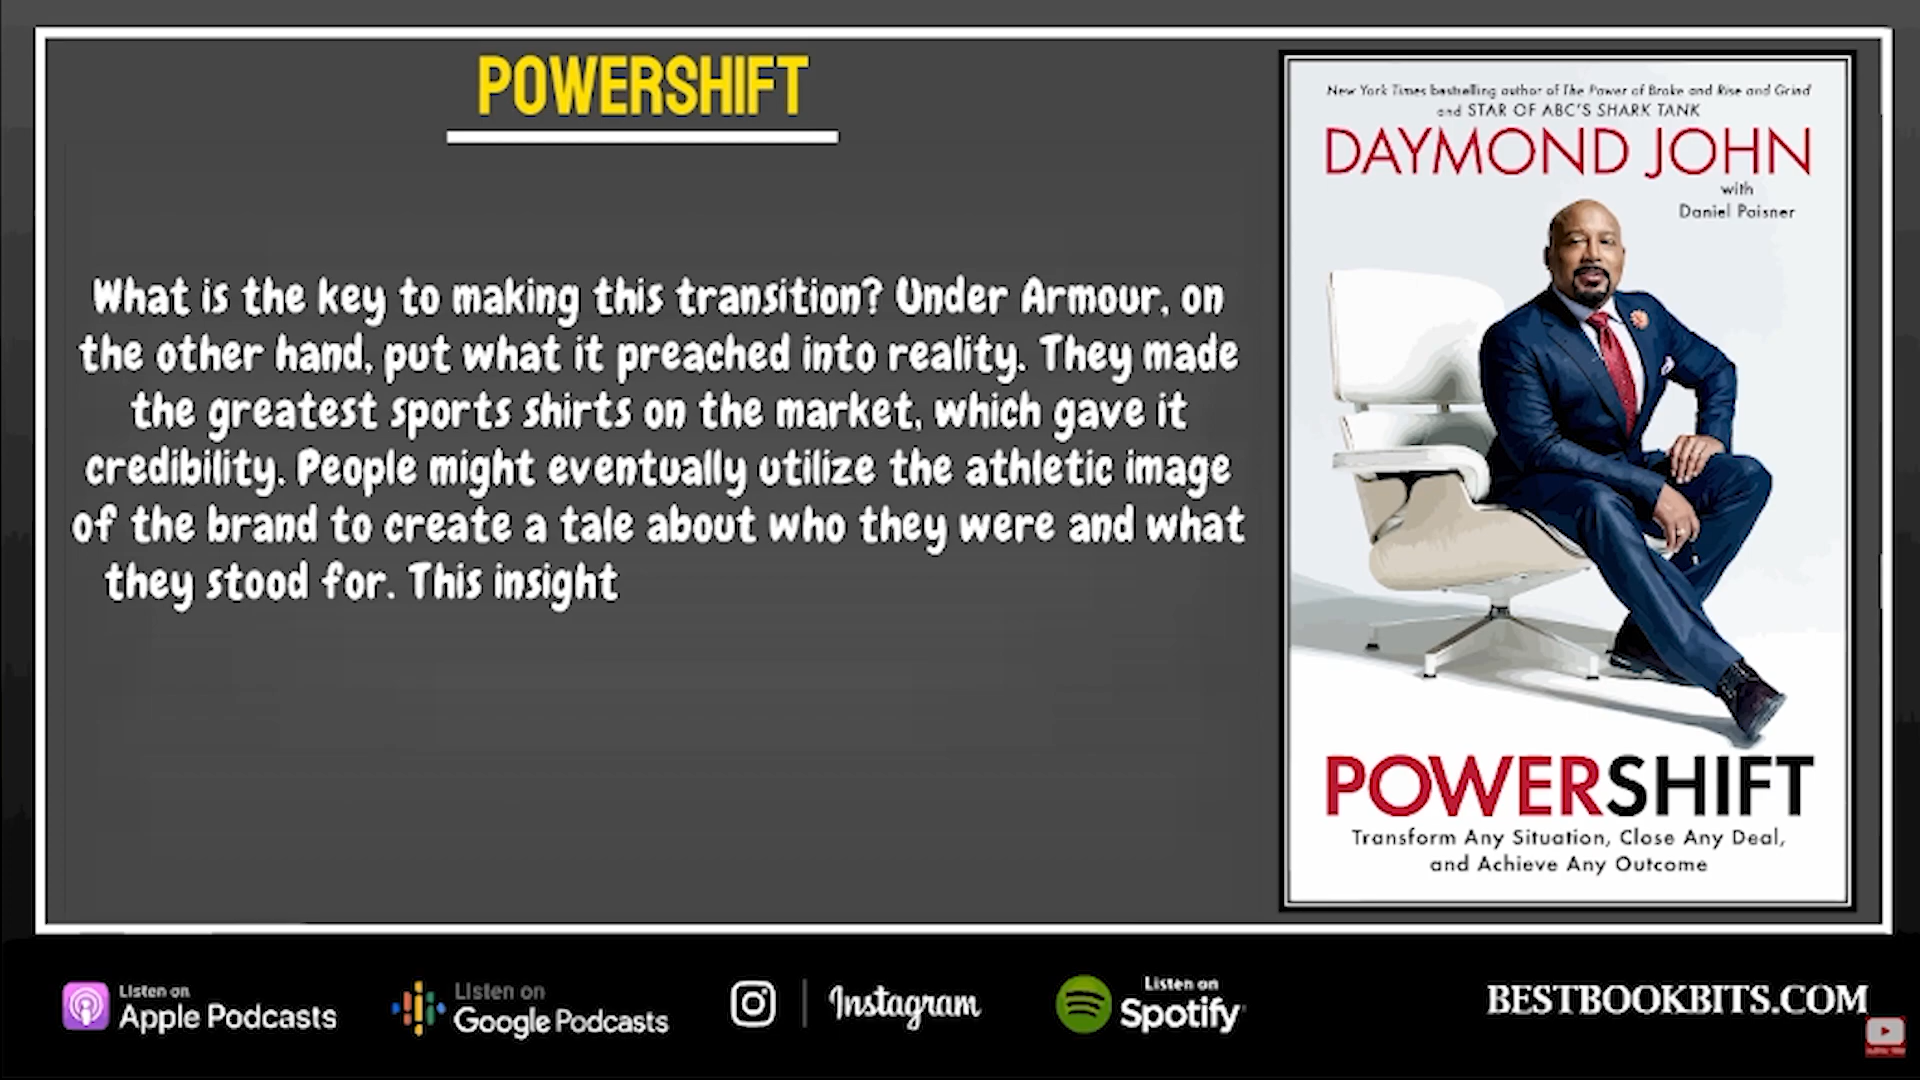 POWERSHIFT
What is the key to making this transition? Under Armour, on
the other hand, put what it preached into reality. They made
the greatest sports shirts on the market, which gave it
credibility. People might eventually utilize the athletic image
of the brand to create a tale about who they were and what
they stood for. This insight
New York Times bestselling author of The Power of Broke and Rise and Grind
and STAR OF ABC'S SHARK TANK
DAYMOND JOHN
with
Daniel Paisner
POWERSHIFT
Transform Any Situation, Close Any Deal,
and Achieve Any Outcome
Listen on
Apple Podcasts
Listen on
Google Podcasts
Instagram
Listen on
Spotify
BESTBOOKBITS.COM